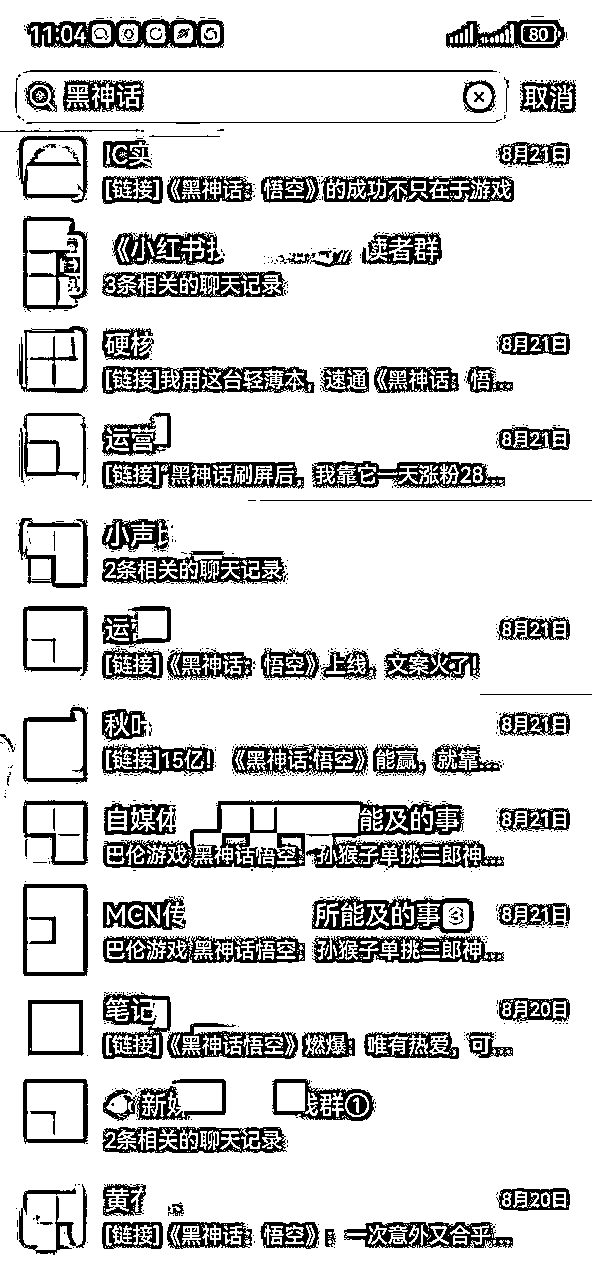 11:04 80
黑神话 取消
IC实 8月21日
[链接]《黑神话：悟空》的成功不只在于游戏
《小红书 读者群
3条相关的聊天记录
硬核 8月21日
[链接]我用这台轻薄本，速通《黑神话：悟...
运营 8月21日
[链接]“黑神话刷屏后，我靠它一天涨粉28...
小声
2条相关的聊天记录
运 8月21日
[链接]《黑神话：悟空》上线，文案火了！
秋叶 8月21日
[链接]15亿！《黑神话:悟空》能赢，就靠...
自媒体 能及的事 8月21日
巴伦游戏 黑神话悟空：孙猴子单挑二郎神...
MCN传 所能及的事③ 8月21日
巴伦游戏 黑神话悟空：孙猴子单挑二郎神...
笔记 8月20日
[链接]《黑神话悟空》燃爆：唯有热爱，可...
新 群①
2条相关的聊天记录
黄 8月20日
[链接]《黑神话：悟空》：一次意外又合乎...